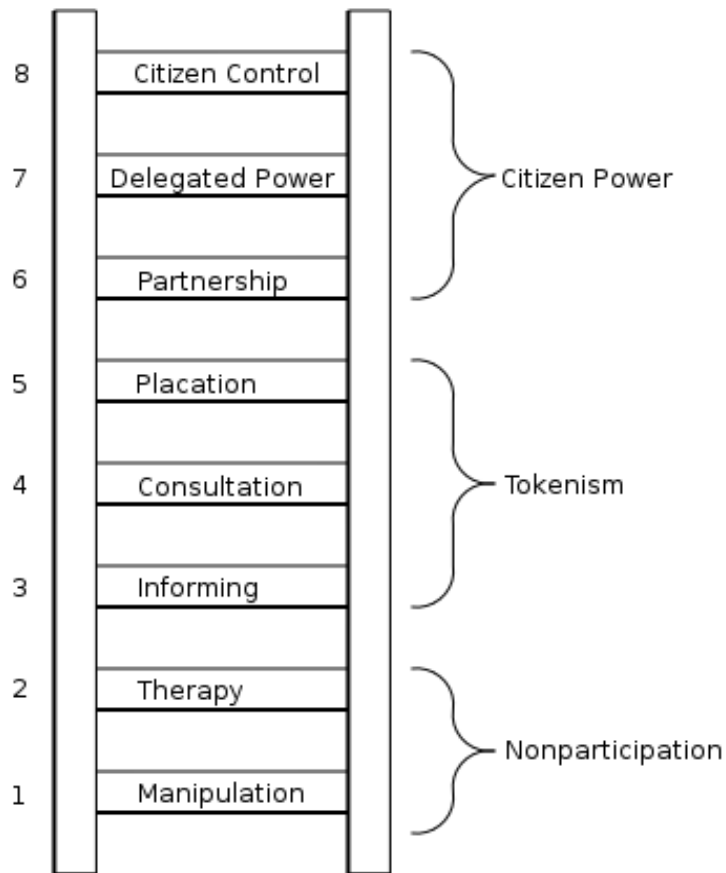 8 Citizen Control
7 Delegated Power
Citizen Power
6 Partnership
5 Placation
4 Consultation
Tokenism
3 Informing
2 Therapy
Nonparticipation
1 Manipulation